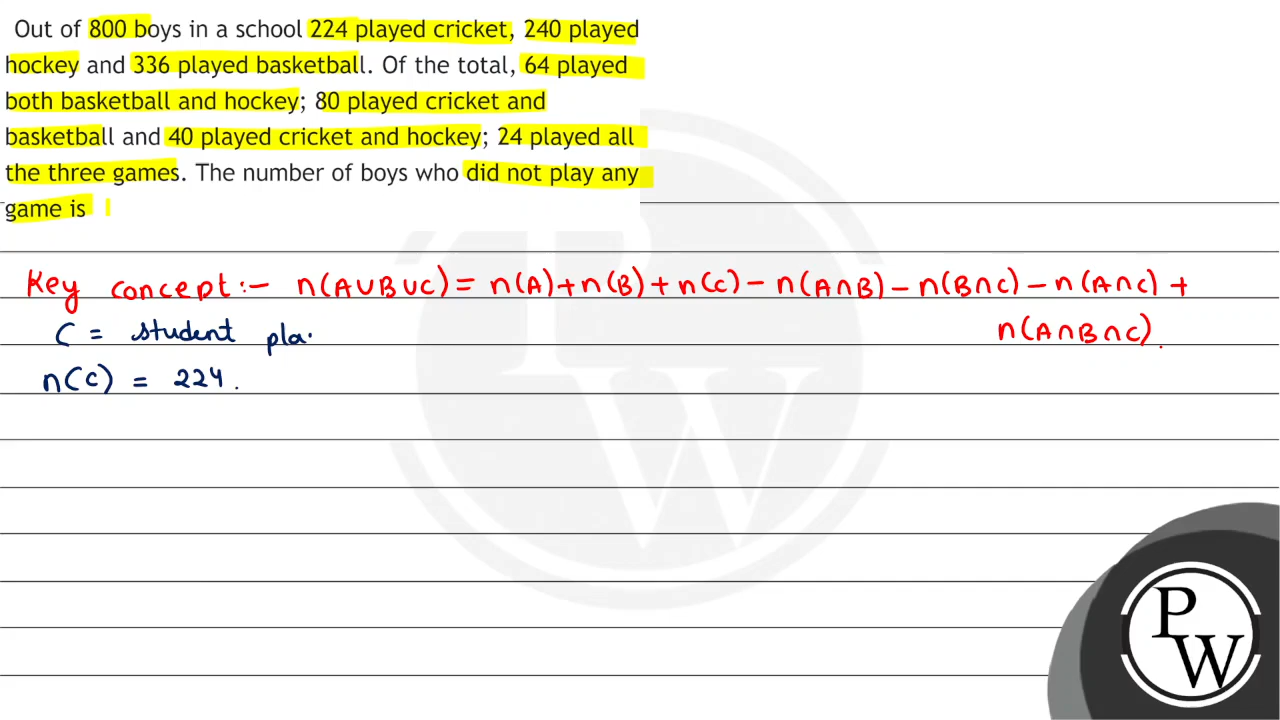 Out of 800 boys in a school 224 played cricket, 240 played
hockey and 336 played basketball. Of the total, 64 played
both basketball and hockey; 80 played cricket and
basketball and 40 played cricket and hockey; 24 played all
the three games. The number of boys who did not play any
game is
Key concept:- n(A∪B∪C) = n(A)+n(B)+n(C) - n(A∩B) - n(B∩C) - n(A∩C) +
n(A∩B∩C).
C = student pla
n(C) = 224.
P
W